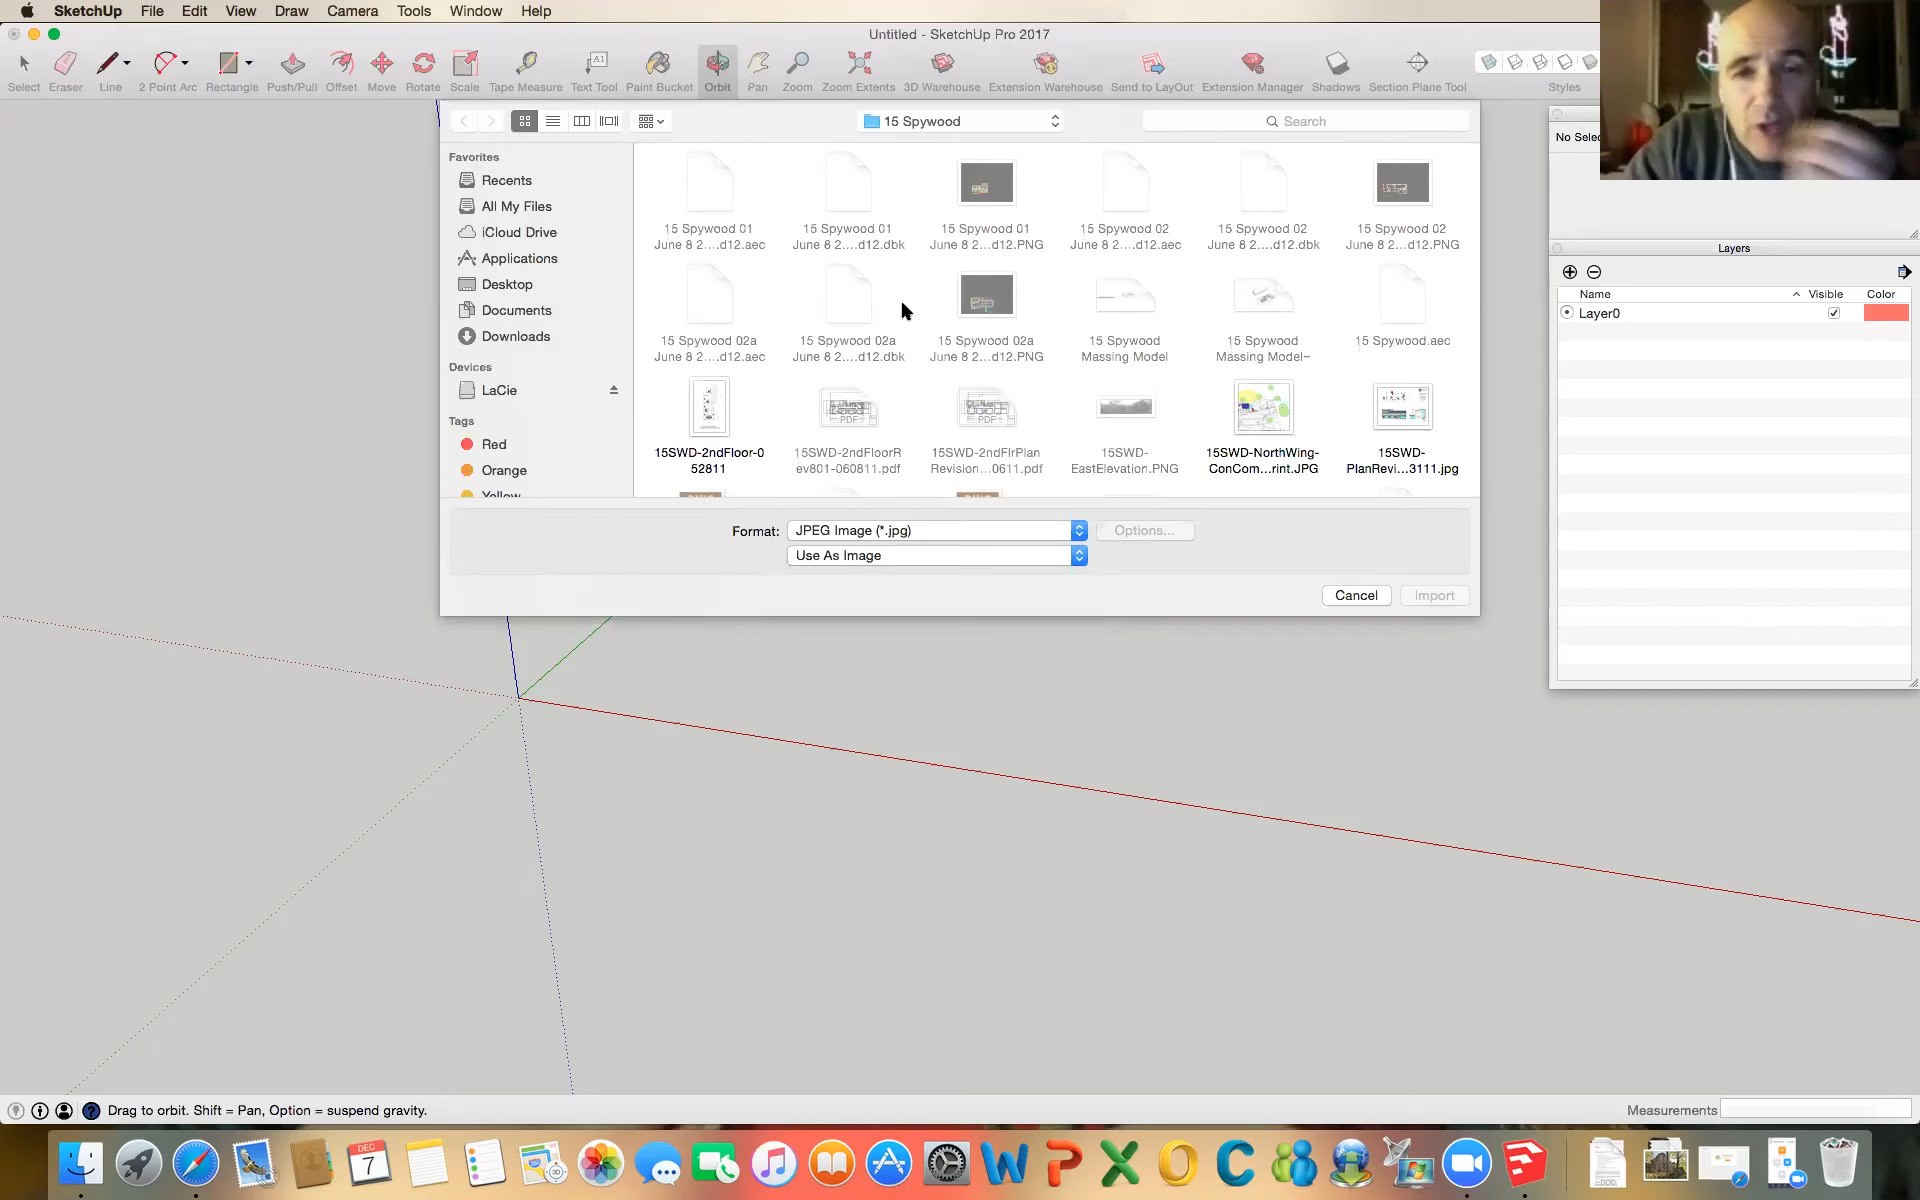 SketchUp File Edit View Draw Camera Tools Window Help
Untitled - SketchUp Pro 2017
Select Eraser Line 2 Point Arc Rectangle Push/Pull Offset Move Rotate Scale Tape Measure Text Tool Paint Bucket Orbit Pan Zoom Zoom Extents 3D Warehouse Extension Warehouse Send to LayOut Extension Manager Shadows Section Plane Tool Styles
15 Spywood
Search
Favorites
Recents
All My Files
iCloud Drive
Applications
Desktop
Documents
Downloads
Devices
LaCie
Tags
Red
Orange
Yellow
15 Spywood 01 15 Spywood 01 15 Spywood 01 15 Spywood 02 15 Spywood 02 15 Spywood 02
June 8 2....d12.aec June 8 2....d12.dbk June 8 2....d12.PNG June 8 2....d12.aec June 8 2....d12.dbk June 8 2....d12.PNG
15 Spywood 02a 15 Spywood 02a 15 Spywood 02a 15 Spywood 15 Spywood 15 Spywood.aec
June 8 2....d12.aec June 8 2....d12.dbk June 8 2....d12.PNG Massing Model Massing Model~
PDF PDF
15SWD-2ndFloor-0 15SWD-2ndFloorR 15SWD-2ndFlrPlan 15SWD- 15SWD-NorthWing- 15SWD-
52811 ev801-060811.pdf Revision...0611.pdf EastElevation.PNG ConCom...rint.JPG PlanRevi...3111.jpg
Format: JPEG Image (*.jpg) Options...
Use As Image
Cancel Import
No Selec
Layers
Name Visible Color
Layer0
Drag to orbit. Shift = Pan, Option = suspend gravity.
Measurements
DEC
7